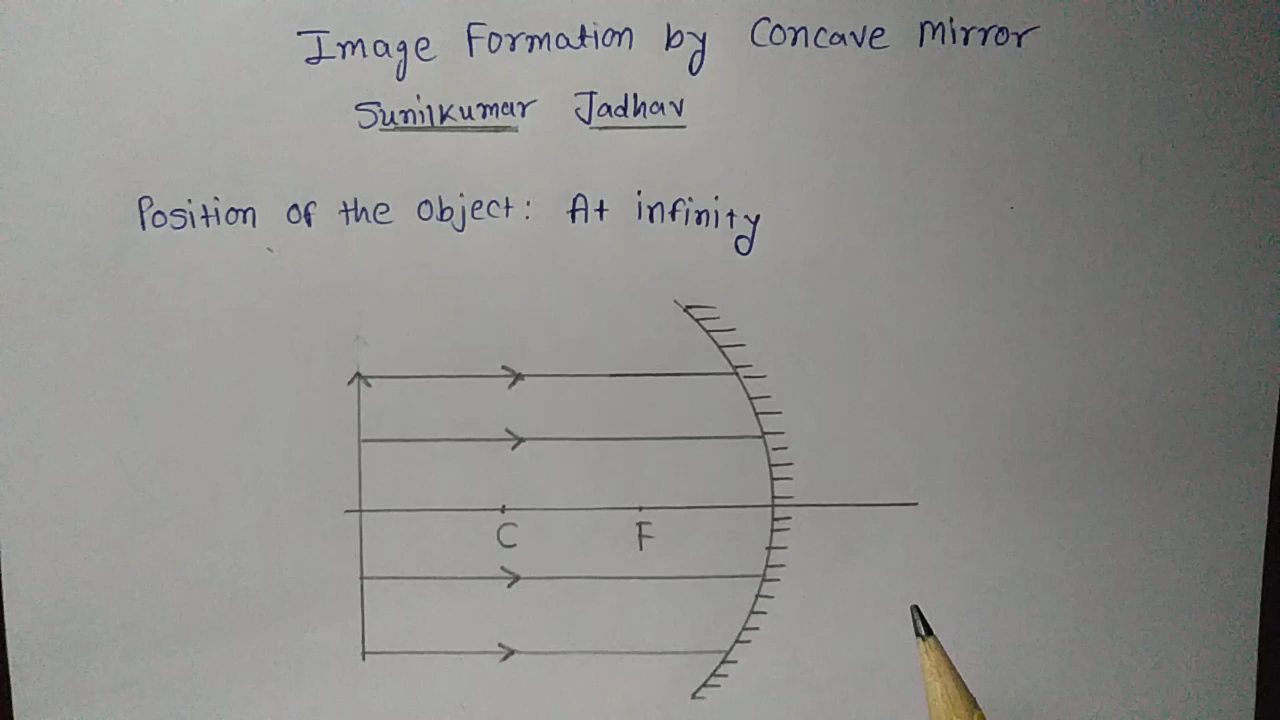 Image Formation by Concave Mirror
Sunilkumar Jadhav
Position of the Object: At infinity
C F